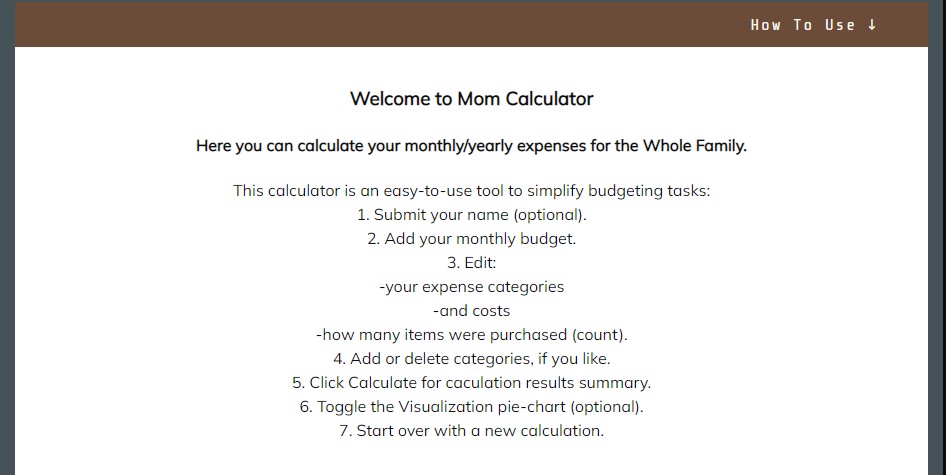 How To Use ↓
Welcome to Mom Calculator
Here you can calculate your monthly/yearly expenses for the Whole Family.
This calculator is an easy-to-use tool to simplify budgeting tasks:
1. Submit your name (optional).
2. Add your monthly budget.
3. Edit:
-your expense categories
-and costs
-how many items were purchased (count).
4. Add or delete categories, if you like.
5. Click Calculate for caculation results summary.
6. Toggle the Visualization pie-chart (optional).
7. Start over with a new calculation.